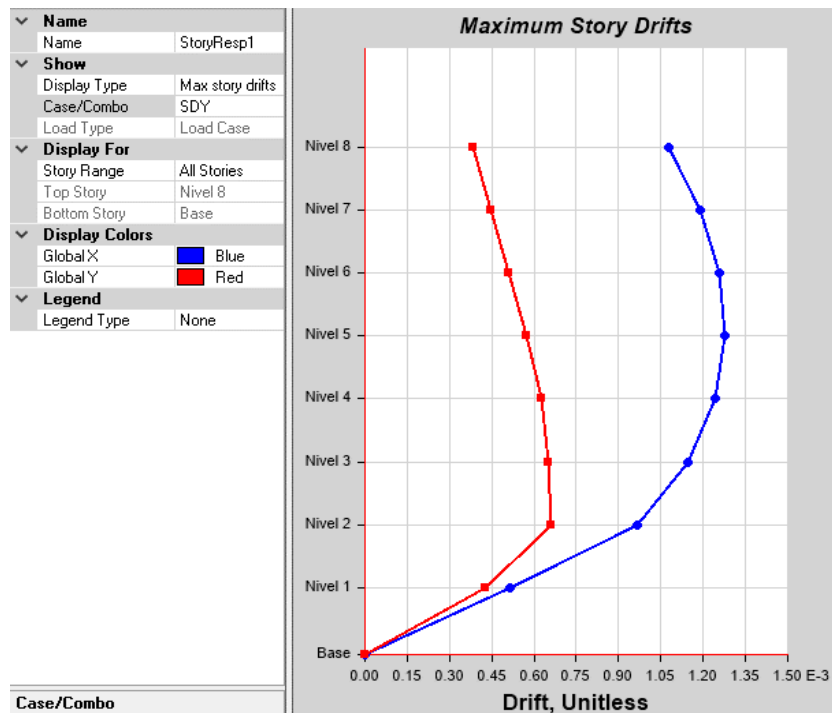 Name
Name StoryResp1
Show
Display Type Max story drifts
Case/Combo SDY
Load Type Load Case
Display For
Story Range All Stories
Top Story Nivel 8
Bottom Story Base
Display Colors
Global X Blue
Global Y Red
Legend
Legend Type None
Case/Combo
Maximum Story Drifts
Nivel 8
Nivel 7
Nivel 6
Nivel 5
Nivel 4
Nivel 3
Nivel 2
Nivel 1
Base
0.00 0.15 0.30 0.45 0.60 0.75 0.90 1.05 1.20 1.35 1.50 E-3
Drift, Unitless